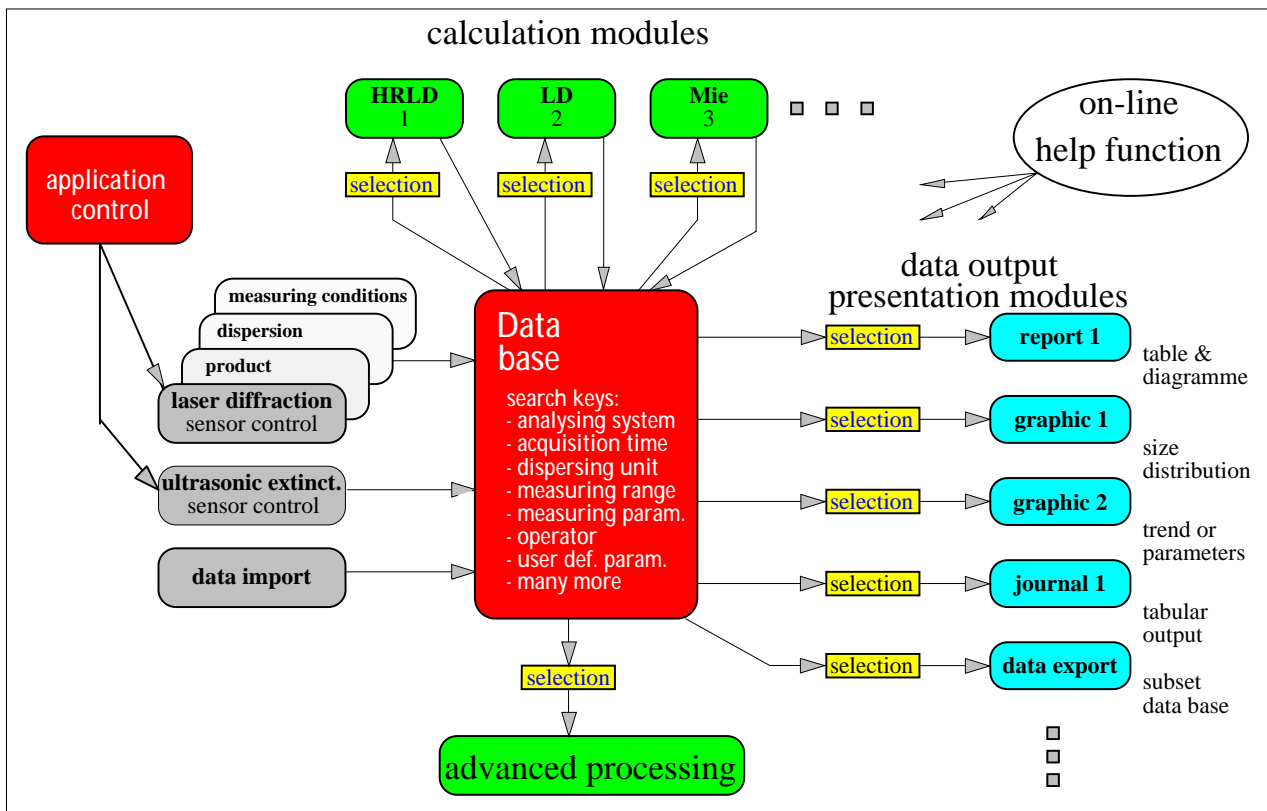 calculation modules
HRLD
1
LD
2
Mie
3
on-line
help function
application
control
selection
selection
selection
measuring conditions
dispersion
product
laser diffraction
sensor control
ultrasonic extinct.
sensor control
data import
Data
base
search keys:
- analysing system
- acquisition time
- dispersing unit
- measuring range
- measuring param.
- operator
- user def. param.
- many more
data output
presentation modules
selection
report 1
table &
diagramme
selection
graphic 1
size
distribution
selection
graphic 2
trend or
parameters
selection
journal 1
tabular
output
selection
data export
subset
data base
selection
advanced processing